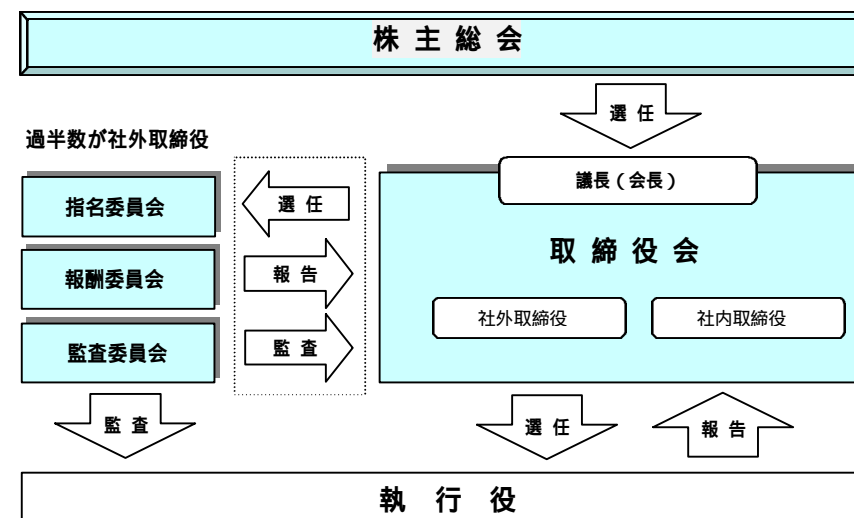 株 主 総 会
選 任
過半数が社外取締役
議長（会長）
指名委員会
選 任
取 締 役 会
報酬委員会
報 告
社外取締役
社内取締役
監査委員会
監 査
監 査
選 任
報 告
執 行 役